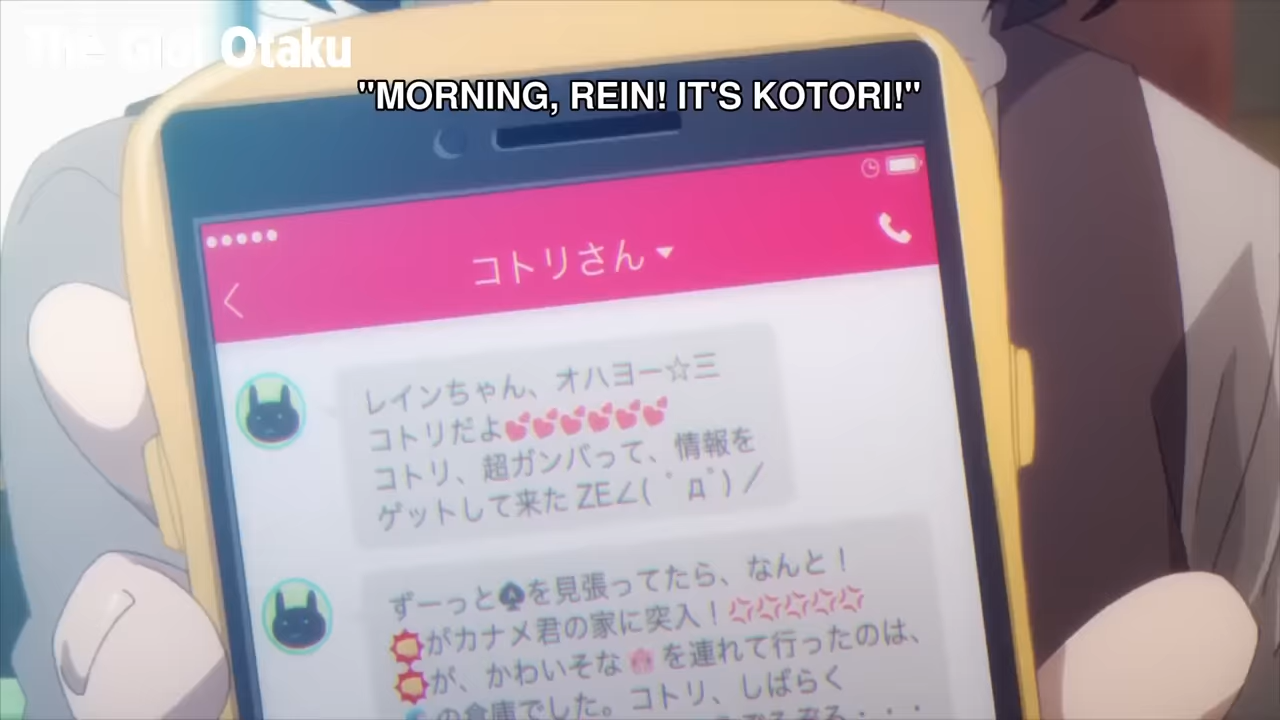 The Gioi Otaku
"MORNING, REIN! IT'S KOTORI!"
コトリさん▼
レインちゃん、オハヨー☆三
コトリだよ💕💕💕💕💕💕
コトリ、超ガンバって、情報を
ゲットして来たZE∠( ﾟДﾟ)／
ずーっと♠を見張ってたら、なんと！
がカナメ君の家に突入！💢💢💢💢💢
が、かわいそな を連れて行ったのは、
の倉庫でした。コトリ、しばらく